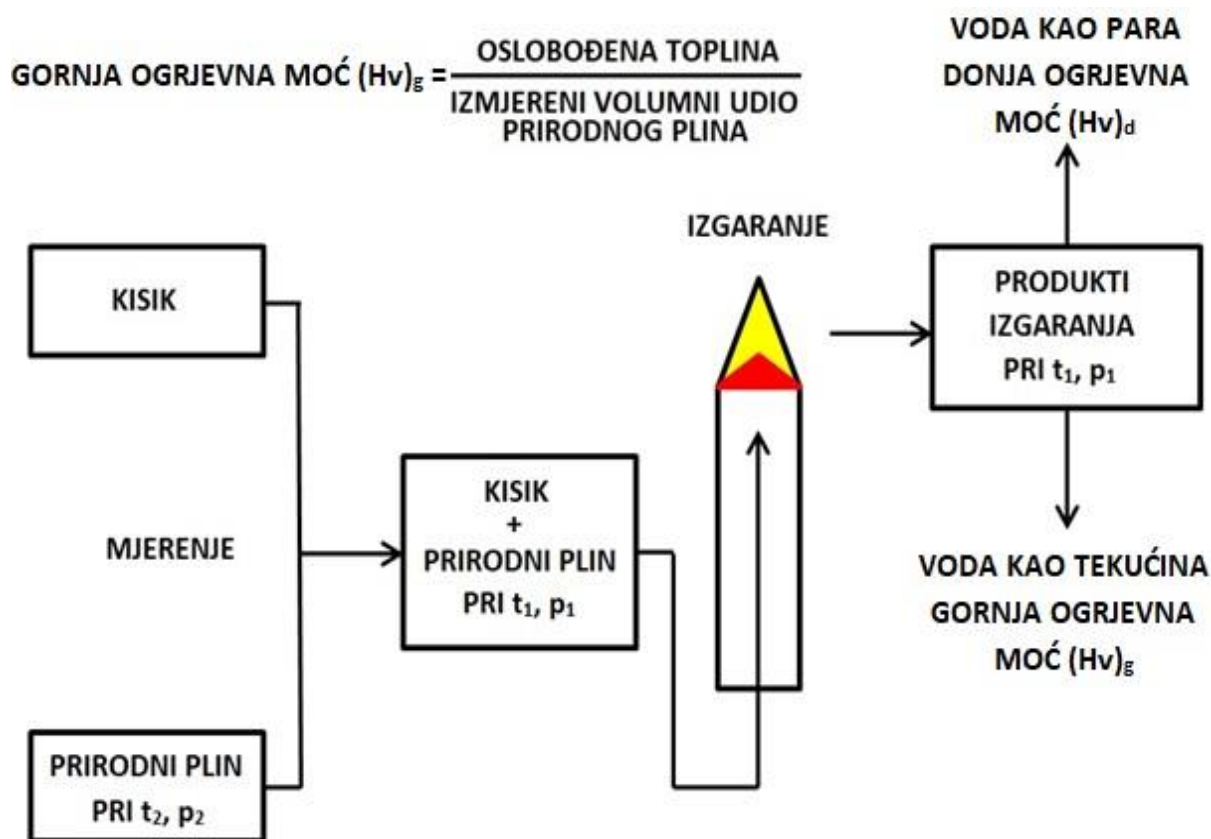 GORNJA OGRJEVNA MOĆ (Hv)g =
OSLOBOĐENA TOPLINA
IZMJERENI VOLUMNI UDIO
PRIRODNOG PLINA
VODA KAO PARA
DONJA OGRJEVNA
MOĆ (Hv)d
KISIK
MJERENJE
PRIRODNI PLIN
PRI t2, p2
KISIK
+
PRIRODNI PLIN
PRI t1, p1
IZGARANJE
PRODUKTI
IZGARANJA
PRI t1, p1
VODA KAO TEKUĆINA
GORNJA OGRJEVNA
MOĆ (Hv)g